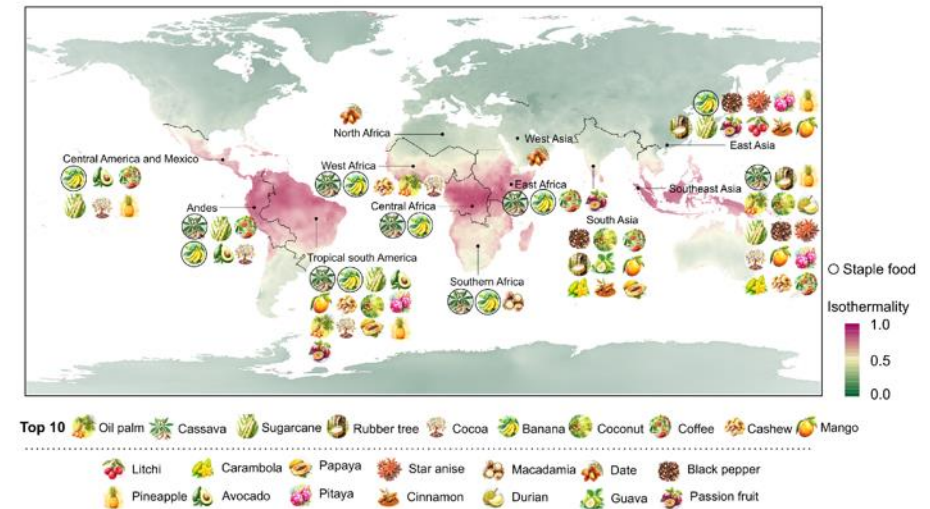 North Africa
West Asia
East Asia
Central America and Mexico
West Africa
East Africa
Southeast Asia
Andes
Central Africa
South Asia
Tropical south America
Southern Africa
Staple food
Isothermality
1.0
0.5
0.0
Top 10 Oil palm Cassava Sugarcane Rubber tree Cocoa Banana Coconut Coffee Cashew Mango
Litchi Carambola Papaya Star anise Macadamia Date Black pepper
Pineapple Avocado Pitaya Cinnamon Durian Guava Passion fruit